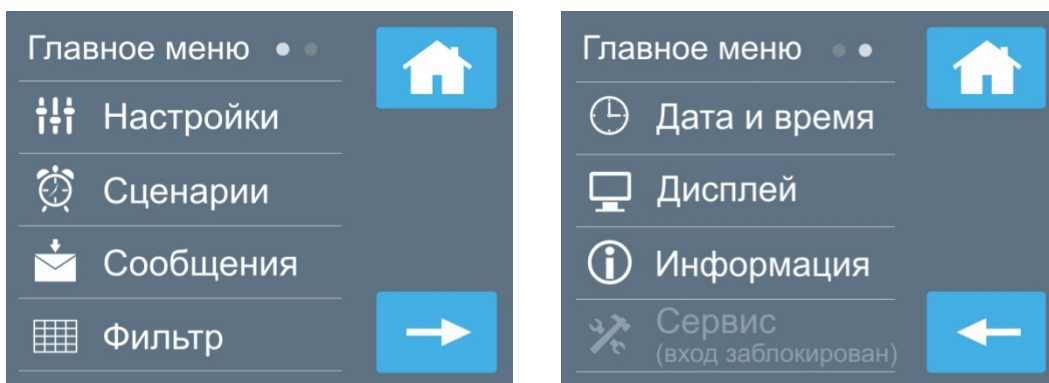 Главное меню
Настройки
Сценарии
Сообщения
Фильтр
Главное меню
Дата и время
Дисплей
Информация
Сервис
(вход заблокирован)